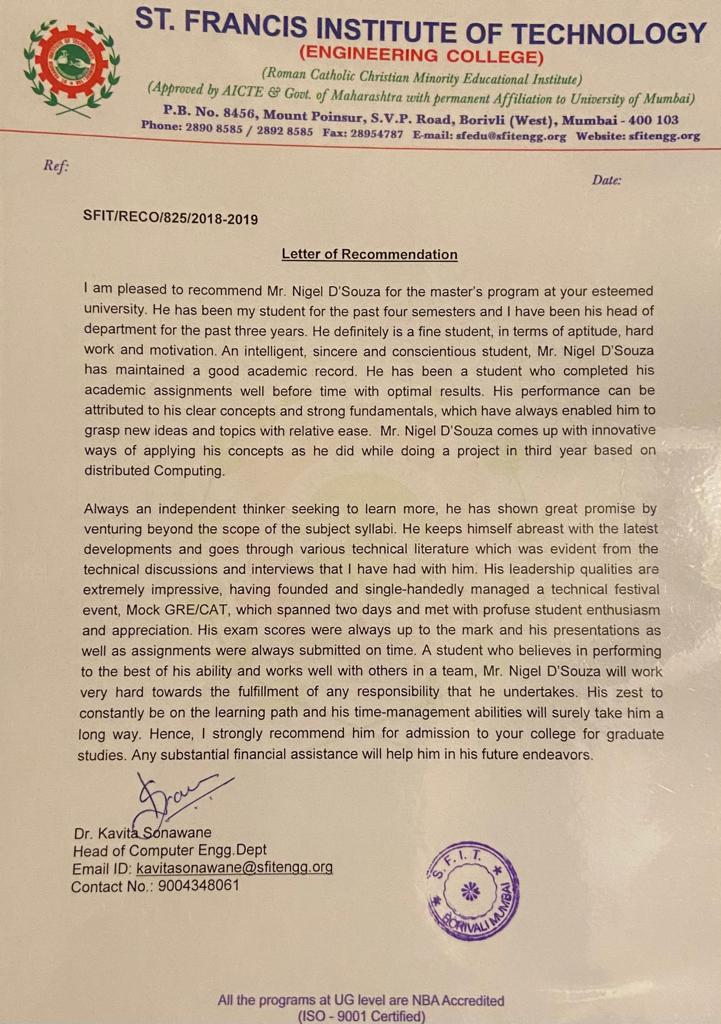 ST. FRANCIS INSTITUTE OF TECHNOLOGY
(ENGINEERING COLLEGE)
(Roman Catholic Christian Minority Educational Institute)
(Approved by AICTE & Govt. of Maharashtra with permanent Affiliation to University of Mumbai)
P.B. No. 8456, Mount Poinsur, S.V.P. Road, Borivli (West), Mumbai - 400 103
Phone: 2890 8585 / 2892 8585 Fax: 28954787 E-mail: sfedu@sfitengg.org Website: sfitengg.org
Ref:
Date:
SFIT/RECO/825/2018-2019
Letter of Recommendation
I am pleased to recommend Mr. Nigel D'Souza for the master's program at your esteemed
university. He has been my student for the past four semesters and I have been his head of
department for the past three years. He definitely is a fine student, in terms of aptitude, hard
work and motivation. An intelligent, sincere and conscientious student, Mr. Nigel D'Souza
has maintained a good academic record. He has been a student who completed his
academic assignments well before time with optimal results. His performance can be
attributed to his clear concepts and strong fundamentals, which have always enabled him to
grasp new ideas and topics with relative ease. Mr. Nigel D'Souza comes up with innovative
ways of applying his concepts as he did while doing a project in third year based on
distributed Computing.
Always an independent thinker seeking to learn more, he has shown great promise by
venturing beyond the scope of the subject syllabi. He keeps himself abreast with the latest
developments and goes through various technical literature which was evident from the
technical discussions and interviews that I have had with him. His leadership qualities are
extremely impressive, having founded and single-handedly managed a technical festival
event, Mock GRE/CAT, which spanned two days and met with profuse student enthusiasm
and appreciation. His exam scores were always up to the mark and his presentations as
well as assignments were always submitted on time. A student who believes in performing
to the best of his ability and works well with others in a team, Mr. Nigel D'Souza will work
very hard towards the fulfillment of any responsibility that he undertakes. His zest to
constantly be on the learning path and his time-management abilities will surely take him a
long way. Hence, I strongly recommend him for admission to your college for graduate
studies. Any substantial financial assistance will help him in his future endeavors.
Dr. Kavita Sonawane
Head of Computer Engg.Dept
Email ID: kavitasonawane@sfitengg.org
Contact No.: 9004348061
S.F.I.T.
BORIVALI MUMBAI
All the programs at UG level are NBA Accredited
(ISO - 9001 Certified)